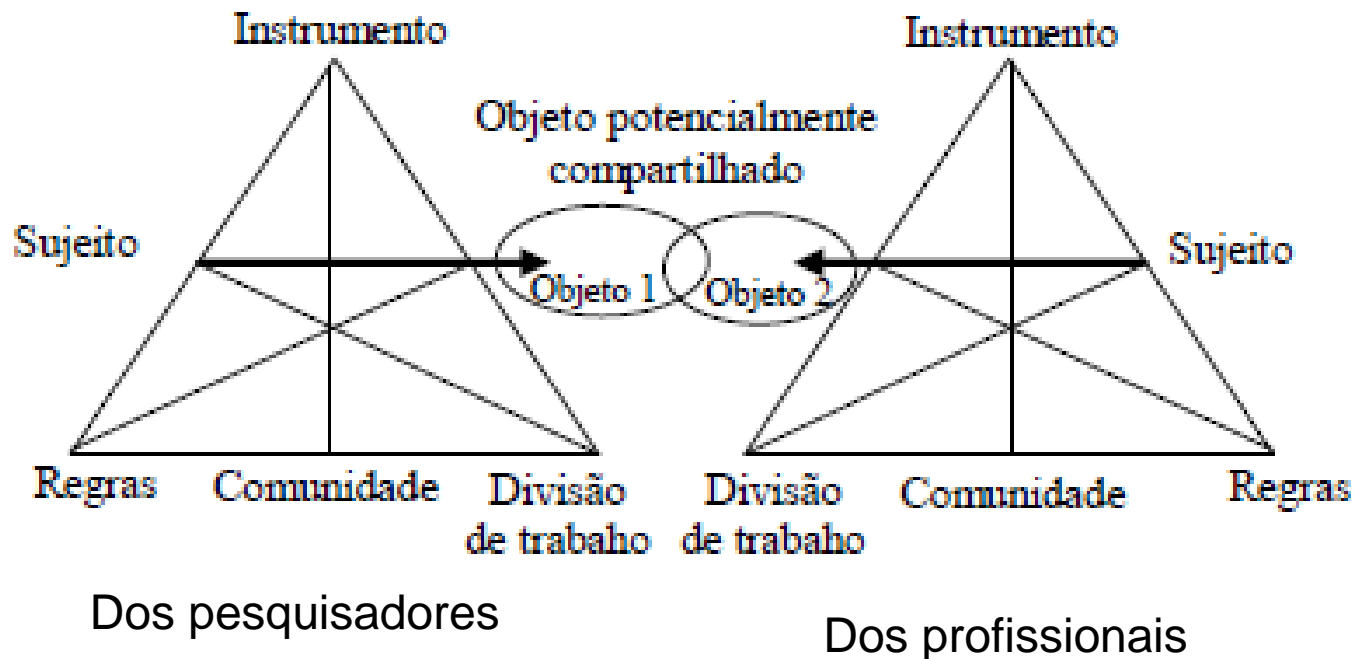 Instrumento
Instrumento
Objeto potencialmente
compartilhado
Sujeito
Sujeito
Objeto 1
Objeto 2
Regras
Comunidade
Divisão
de trabaho
Divisão
de trabaho
Comunidade
Regras
Dos pesquisadores
Dos profissionais